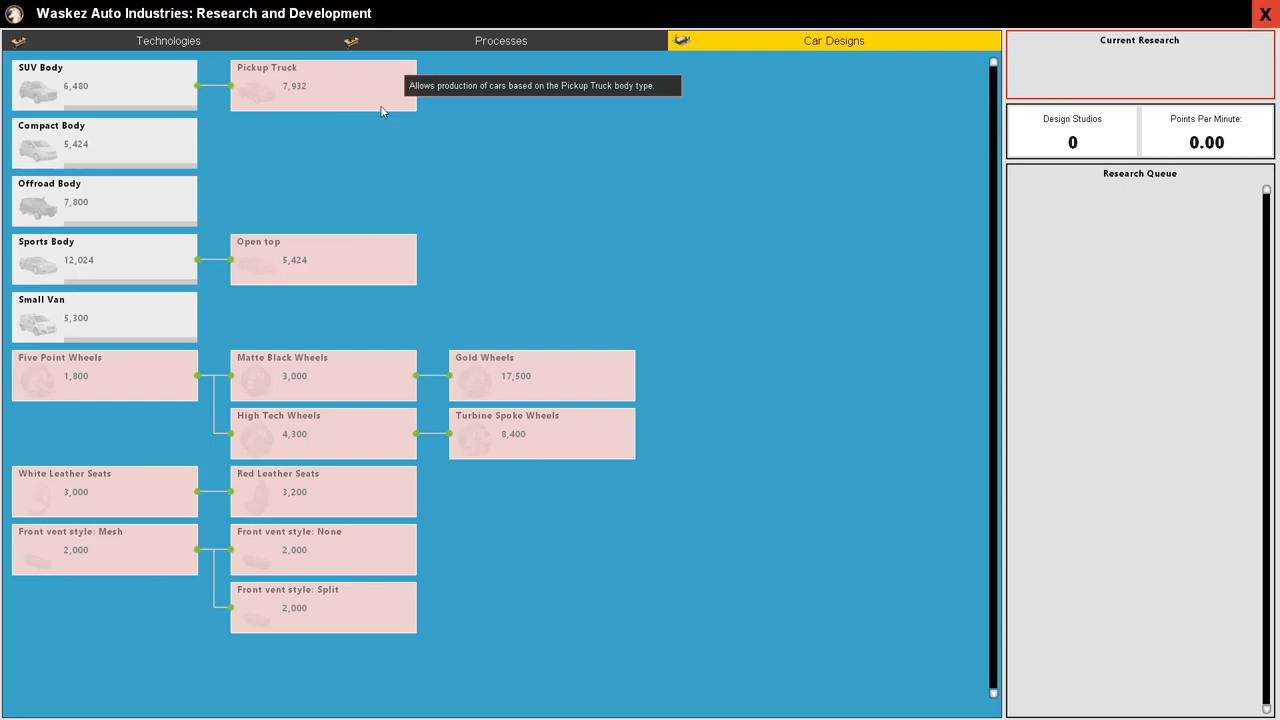 Waskez Auto Industries: Research and Development
X
Technologies
Processes
Car Designs
SUV Body
6,480
Pickup Truck
7,932
Allows production of cars based on the Pickup Truck body type.
Compact Body
5,424
Offroad Body
7,800
Sports Body
12,024
Open top
5,424
Small Van
5,300
Five Point Wheels
1,800
Matte Black Wheels
3,000
Gold Wheels
17,500
High Tech Wheels
4,300
Turbine Spoke Wheels
8,400
White Leather Seats
3,000
Red Leather Seats
3,200
Front vent style: Mesh
2,000
Front vent style: None
2,000
Front vent style: Split
2,000
Current Research
Design Studios
0
Points Per Minute:
0.00
Research Queue